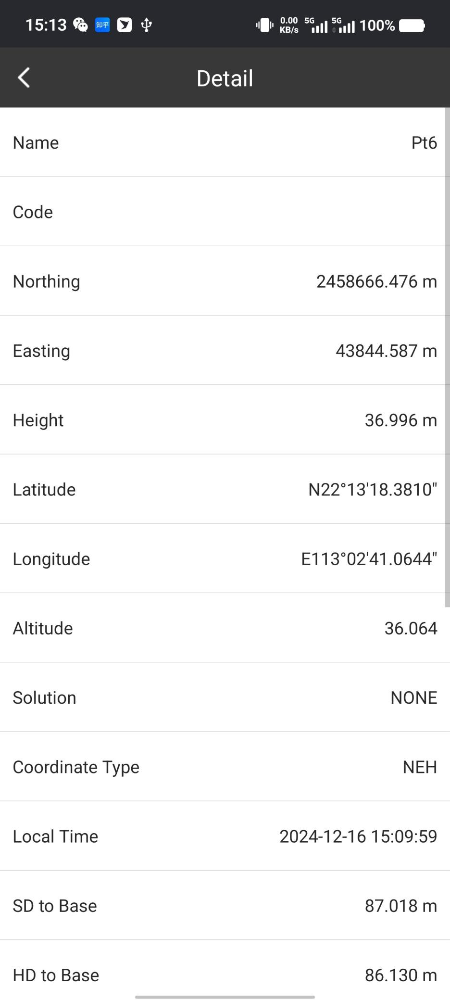 15:13 知乎 0.00 KB/s 5G 5G 100%
Detail
Name Pt6
Code
Northing 2458666.476 m
Easting 43844.587 m
Height 36.996 m
Latitude N22°13'18.3810"
Longitude E113°02'41.0644"
Altitude 36.064
Solution NONE
Coordinate Type NEH
Local Time 2024-12-16 15:09:59
SD to Base 87.018 m
HD to Base 86.130 m